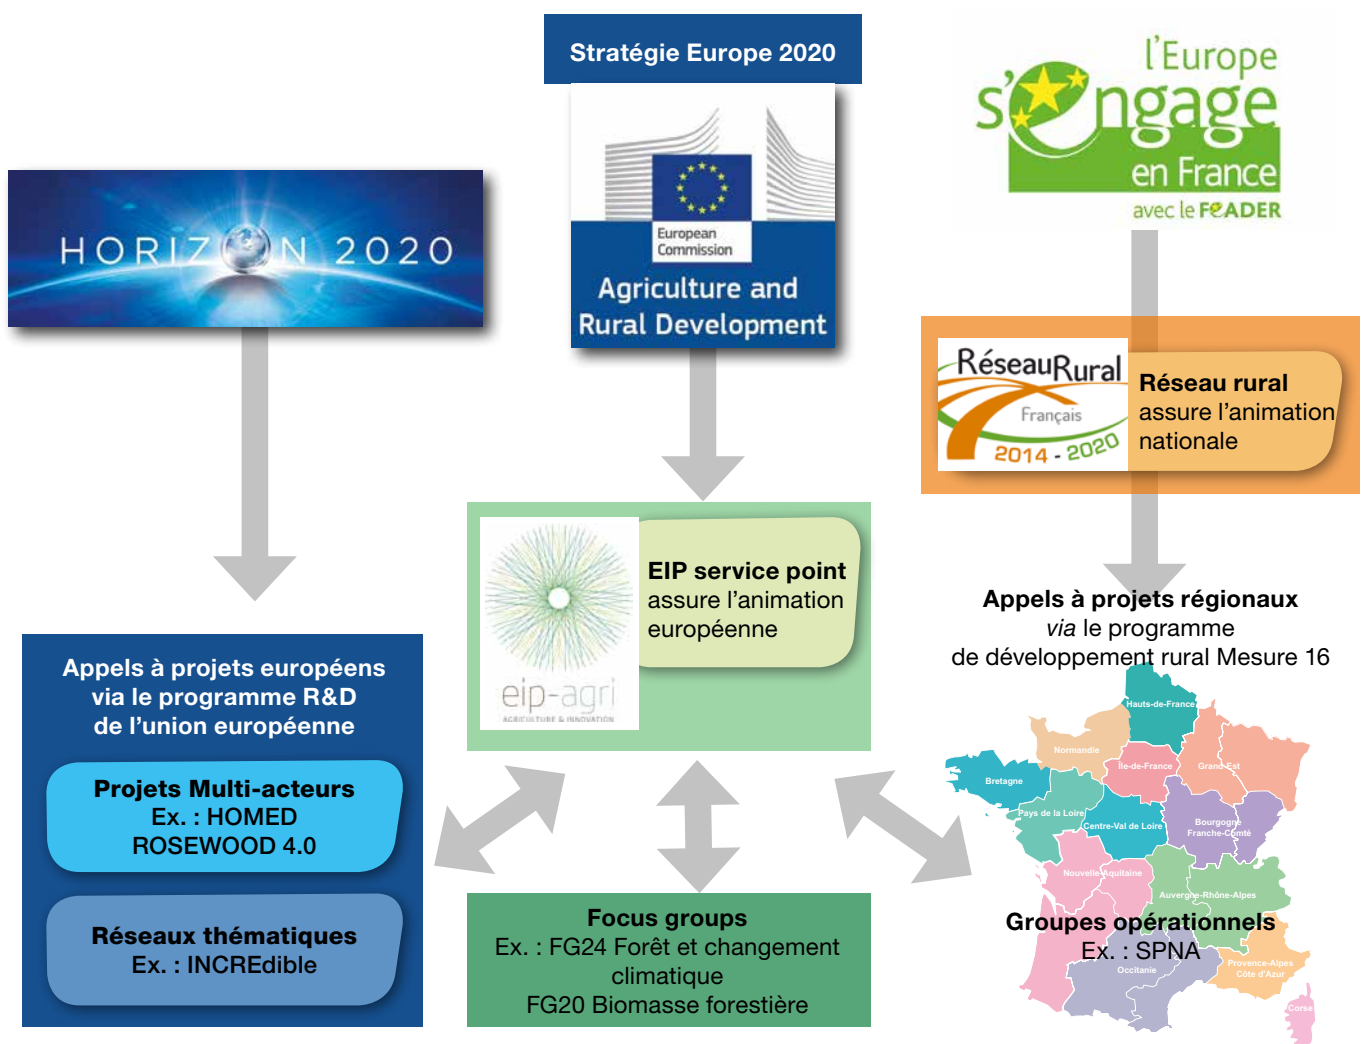 Stratégie Europe 2020
European
Commission
Agriculture and
Rural Development
HORIZON 2020
l'Europe
s'engage
en France
avec le FEADER
RéseauRural
Français
2014 - 2020
Réseau rural
assure l'animation
nationale
EIP service point
assure l'animation
européenne
eip-agri
AGRICULTURE & INNOVATION
Appels à projets européens
via le programme R&D
de l'union européenne
Projets Multi-acteurs
Ex. : HOMED
ROSEWOOD 4.0
Réseaux thématiques
Ex. : INCREdible
Focus groups
Ex. : FG24 Forêt et changement
climatique
FG20 Biomasse forestière
Appels à projets régionaux
via le programme
de développement rural Mesure 16
Hauts-de-France
Normandie
Île-de-France
Grand Est
Bretagne
Pays de la Loire
Centre-Val de Loire
Bourgogne
Franche-Comté
Nouvelle-Aquitaine
Auvergne-Rhône-Alpes
Groupes opérationnels
Ex. : SPNA
Occitanie
Provence-Alpes
Côte d'Azur
Corse